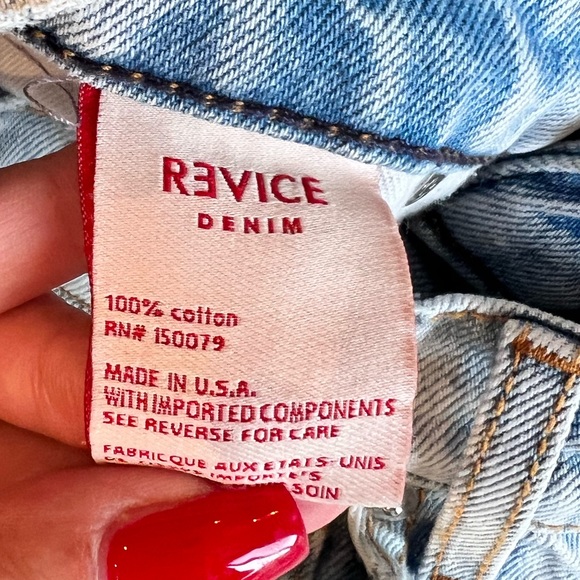 RƎVICE
DENIM
100% cotton
RN# 150079
MADE IN U.S.A.
WITH IMPORTED COMPONENTS
SEE REVERSE FOR CARE
FABRIQUE AUX ETATS-UNIS
SOIN